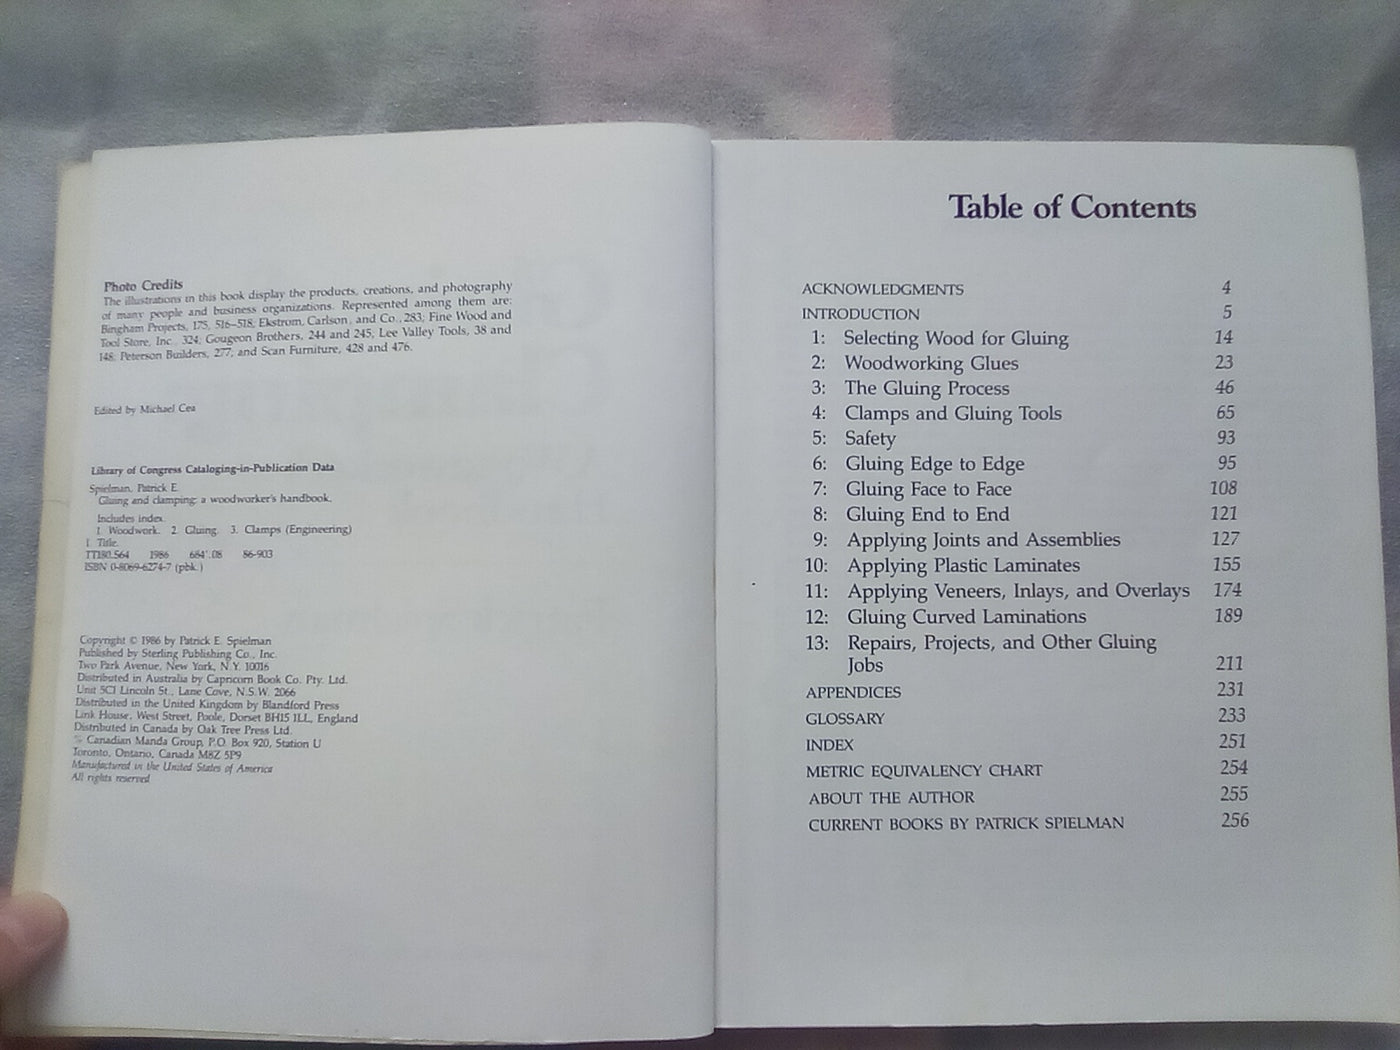 Photo Credits
The illustrations in this book display the products, creations, and photography
of many people and business organizations. Represented among them are:
Bingham Projects, 175, 516–518; Ekstrom, Carlson, and Co., 283; Fine Wood and
Tool Store, Inc., 324; Gougeon Brothers, 244 and 245; Lee Valley Tools, 38 and
148; Peterson Builders, 277; and Scan Furniture, 428 and 476.
Edited by Michael Cea
Library of Congress Cataloging-in-Publication Data
Spielman, Patrick E.
Gluing and clamping: a woodworker's handbook.
Includes index.
1. Woodwork. 2. Gluing. 3. Clamps (Engineering)
I. Title.
TT180.564 1986 684'.08 86-903
ISBN 0-8069-6274-7 (pbk.)
Copyright © 1986 by Patrick E. Spielman
Published by Sterling Publishing Co., Inc.
Two Park Avenue, New York, N.Y. 10016
Distributed in Australia by Capricorn Book Co. Pty. Ltd.
Unit 5C1 Lincoln St., Lane Cove, N.S.W. 2066
Distributed in the United Kingdom by Blandford Press
Link House, West Street, Poole, Dorset BH15 1LL, England
Distributed in Canada by Oak Tree Press Ltd.
℅ Canadian Manda Group, P.O. Box 920, Station U
Toronto, Ontario, Canada M8Z 5P9
Manufactured in the United States of America
All rights reserved
Table of Contents
ACKNOWLEDGMENTS 4
INTRODUCTION 5
1: Selecting Wood for Gluing 14
2: Woodworking Glues 23
3: The Gluing Process 46
4: Clamps and Gluing Tools 65
5: Safety 93
6: Gluing Edge to Edge 95
7: Gluing Face to Face 108
8: Gluing End to End 121
9: Applying Joints and Assemblies 127
10: Applying Plastic Laminates 155
11: Applying Veneers, Inlays, and Overlays 174
12: Gluing Curved Laminations 189
13: Repairs, Projects, and Other Gluing
Jobs 211
APPENDICES 231
GLOSSARY 233
INDEX 251
METRIC EQUIVALENCY CHART 254
ABOUT THE AUTHOR 255
CURRENT BOOKS BY PATRICK SPIELMAN 256